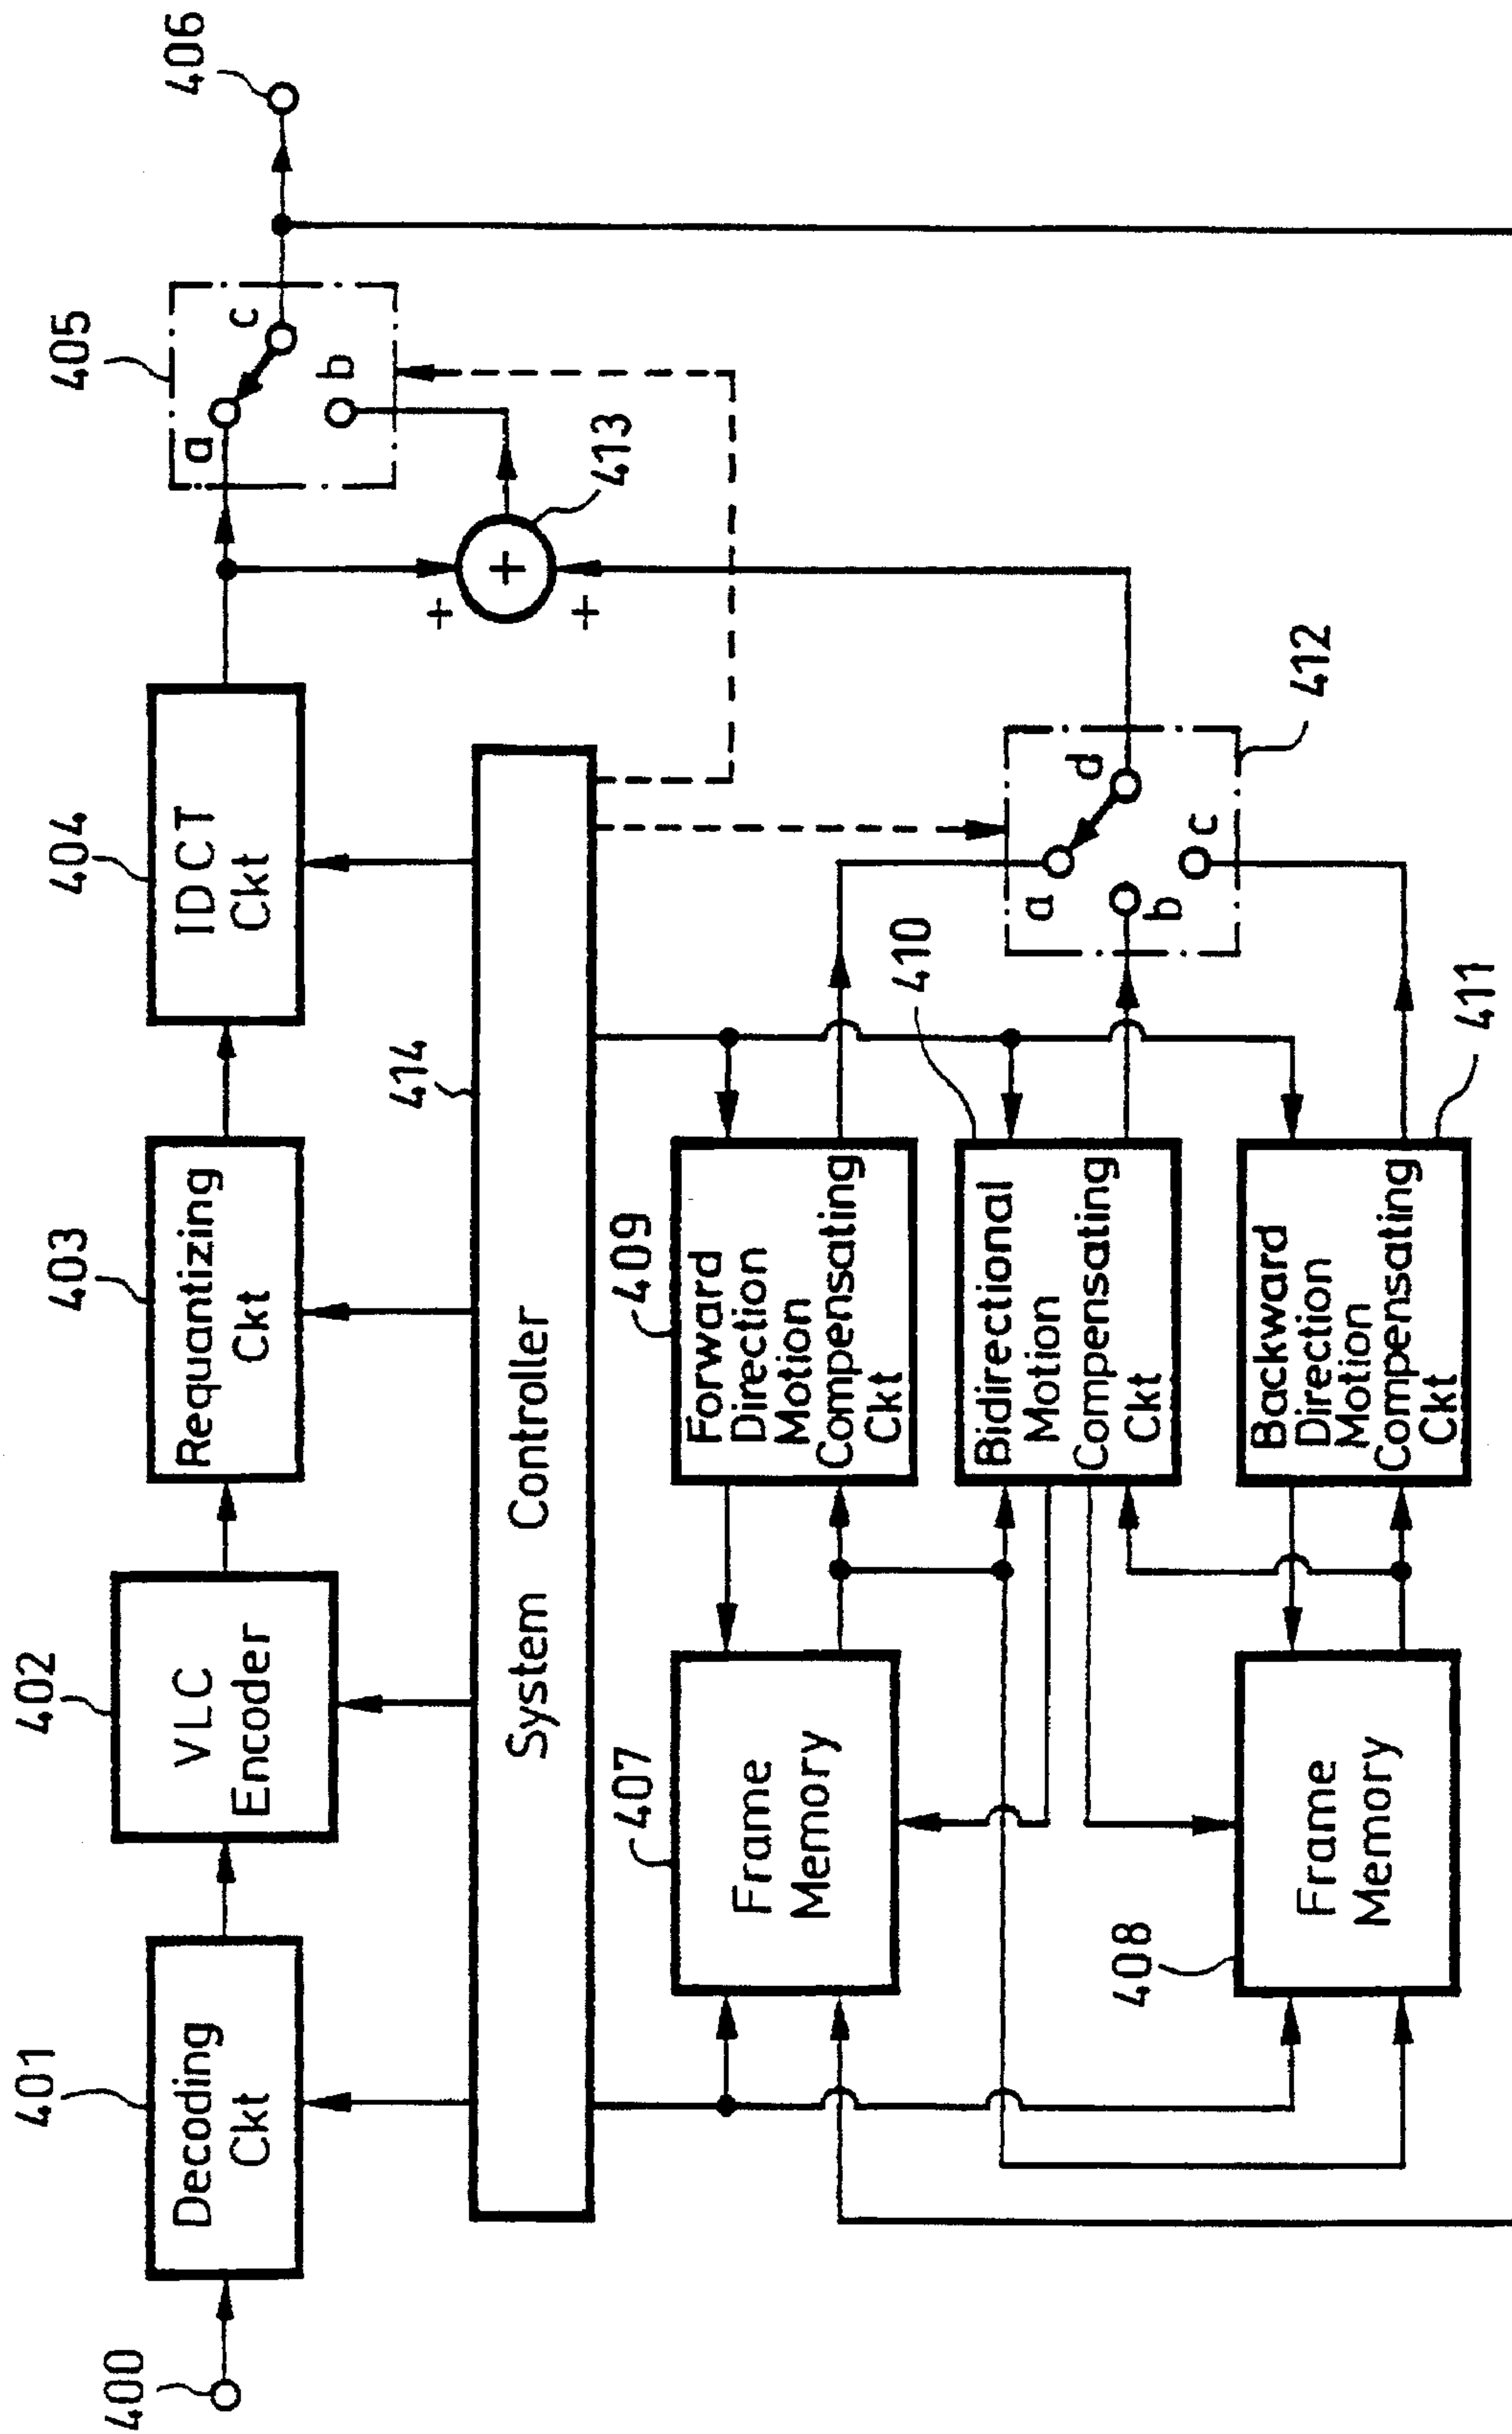 400
401
Decoding
Ckt
402
VLC
Encoder
403
Requantizing
Ckt
404
IDCT
Ckt
405
a
b
c
406
+
+
+
413
414
System Controller
407
Frame
Memory
409
Forward
Direction
Motion
Compensating
Ckt
410
Bidirectional
Motion
Compensating
Ckt
408
Frame
Memory
411
Backward
Direction
Motion
Compensating
Ckt
412
a
b
c
d